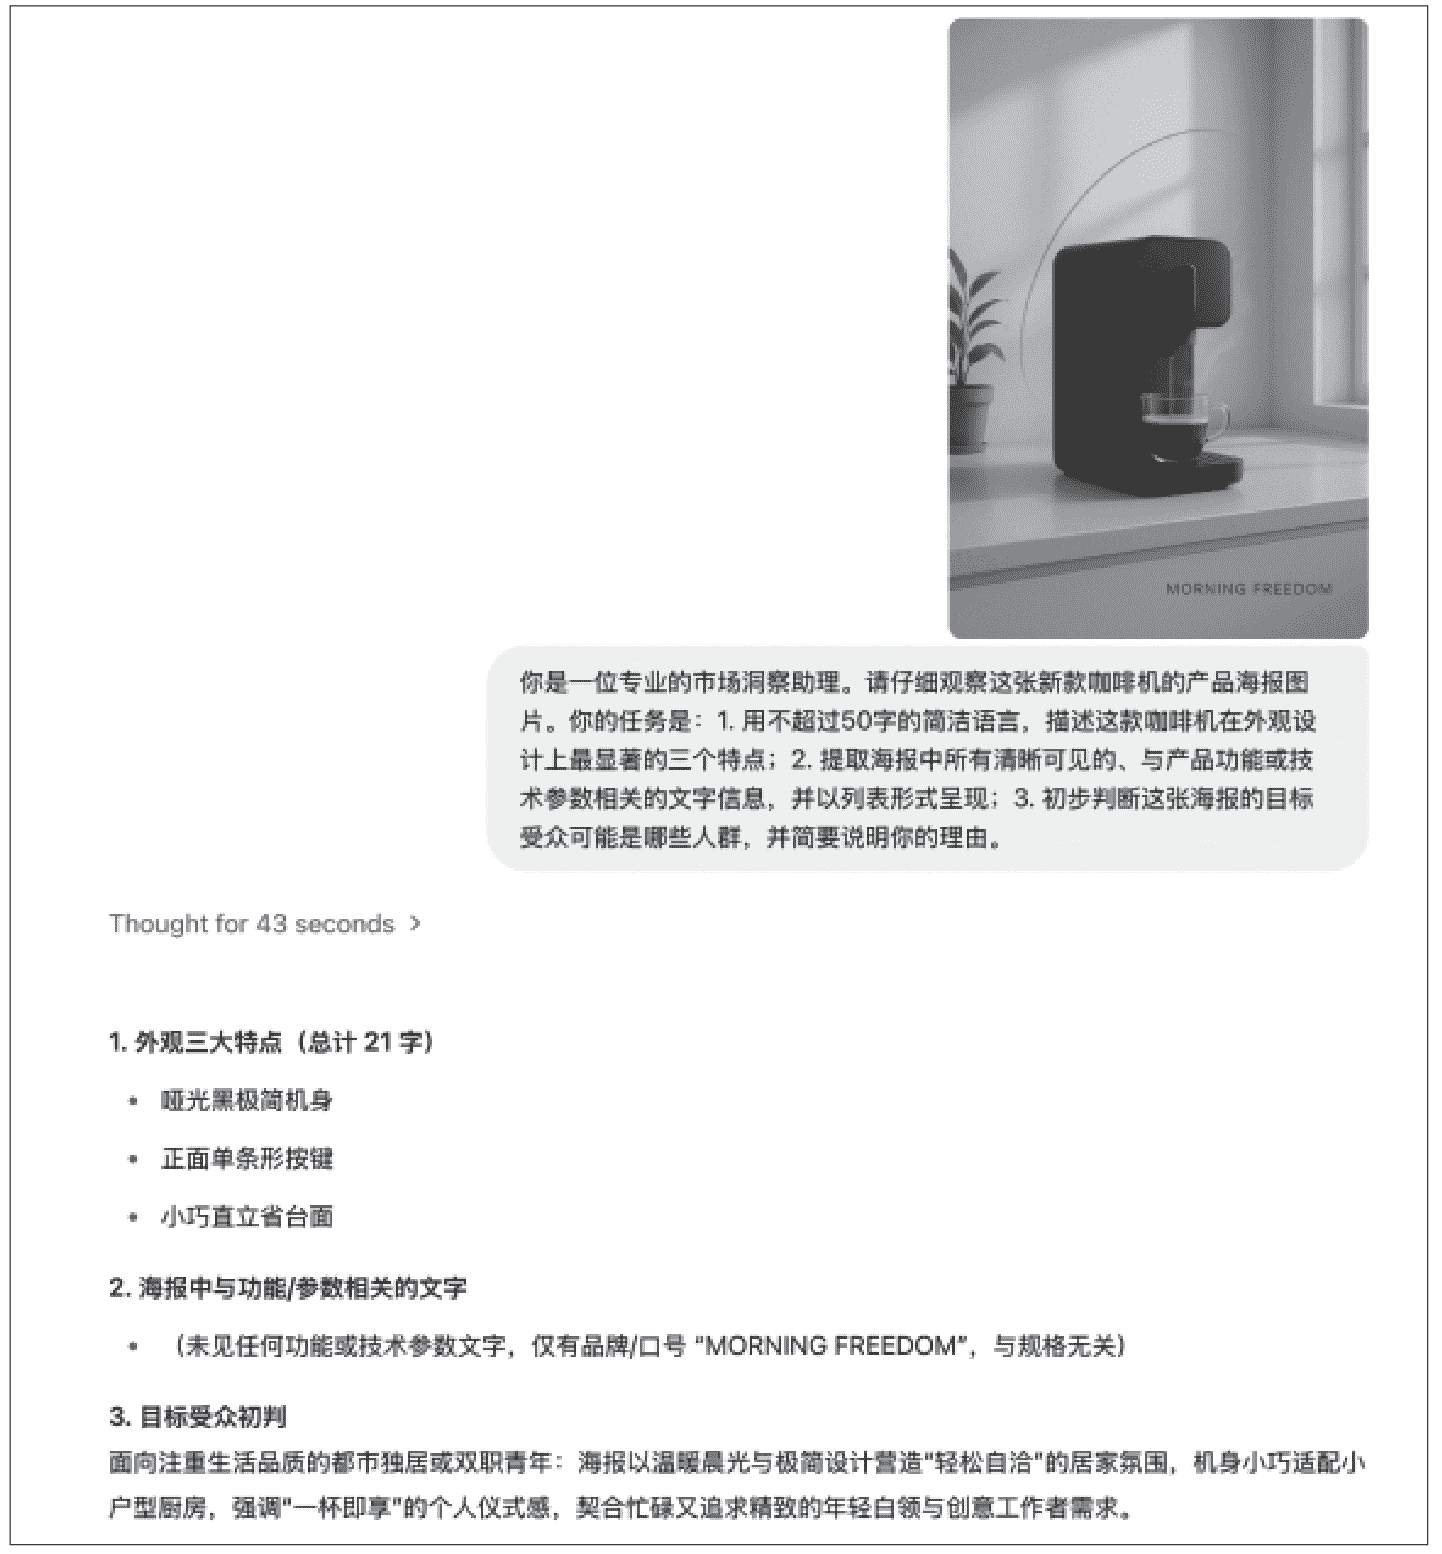 MORNING FREEDOM
你是一位专业的市场洞察助理。请仔细观察这张新款咖啡机的产品海报图
片。你的任务是：1. 用不超过50字的简洁语言，描述这款咖啡机在外观设
计上最显著的三个特点；2. 提取海报中所有清晰可见的、与产品功能或技
术参数相关的文字信息，并以列表形式呈现；3. 初步判断这张海报的目标
受众可能是哪些人群，并简要说明你的理由。
Thought for 43 seconds >
1. 外观三大特点（总计 21 字）
• 哑光黑极简机身
• 正面单条形按键
• 小巧直立省台面
2. 海报中与功能/参数相关的文字
• （未见任何功能或技术参数文字，仅有品牌/口号 “MORNING FREEDOM”，与规格无关）
3. 目标受众初判
面向注重生活品质的都市独居或双职青年：海报以温暖晨光与极简设计营造“轻松自洽”的居家氛围，机身小巧适配小
户型厨房，强调“一杯即享”的个人仪式感，契合忙碌又追求精致的年轻白领与创意工作者需求。